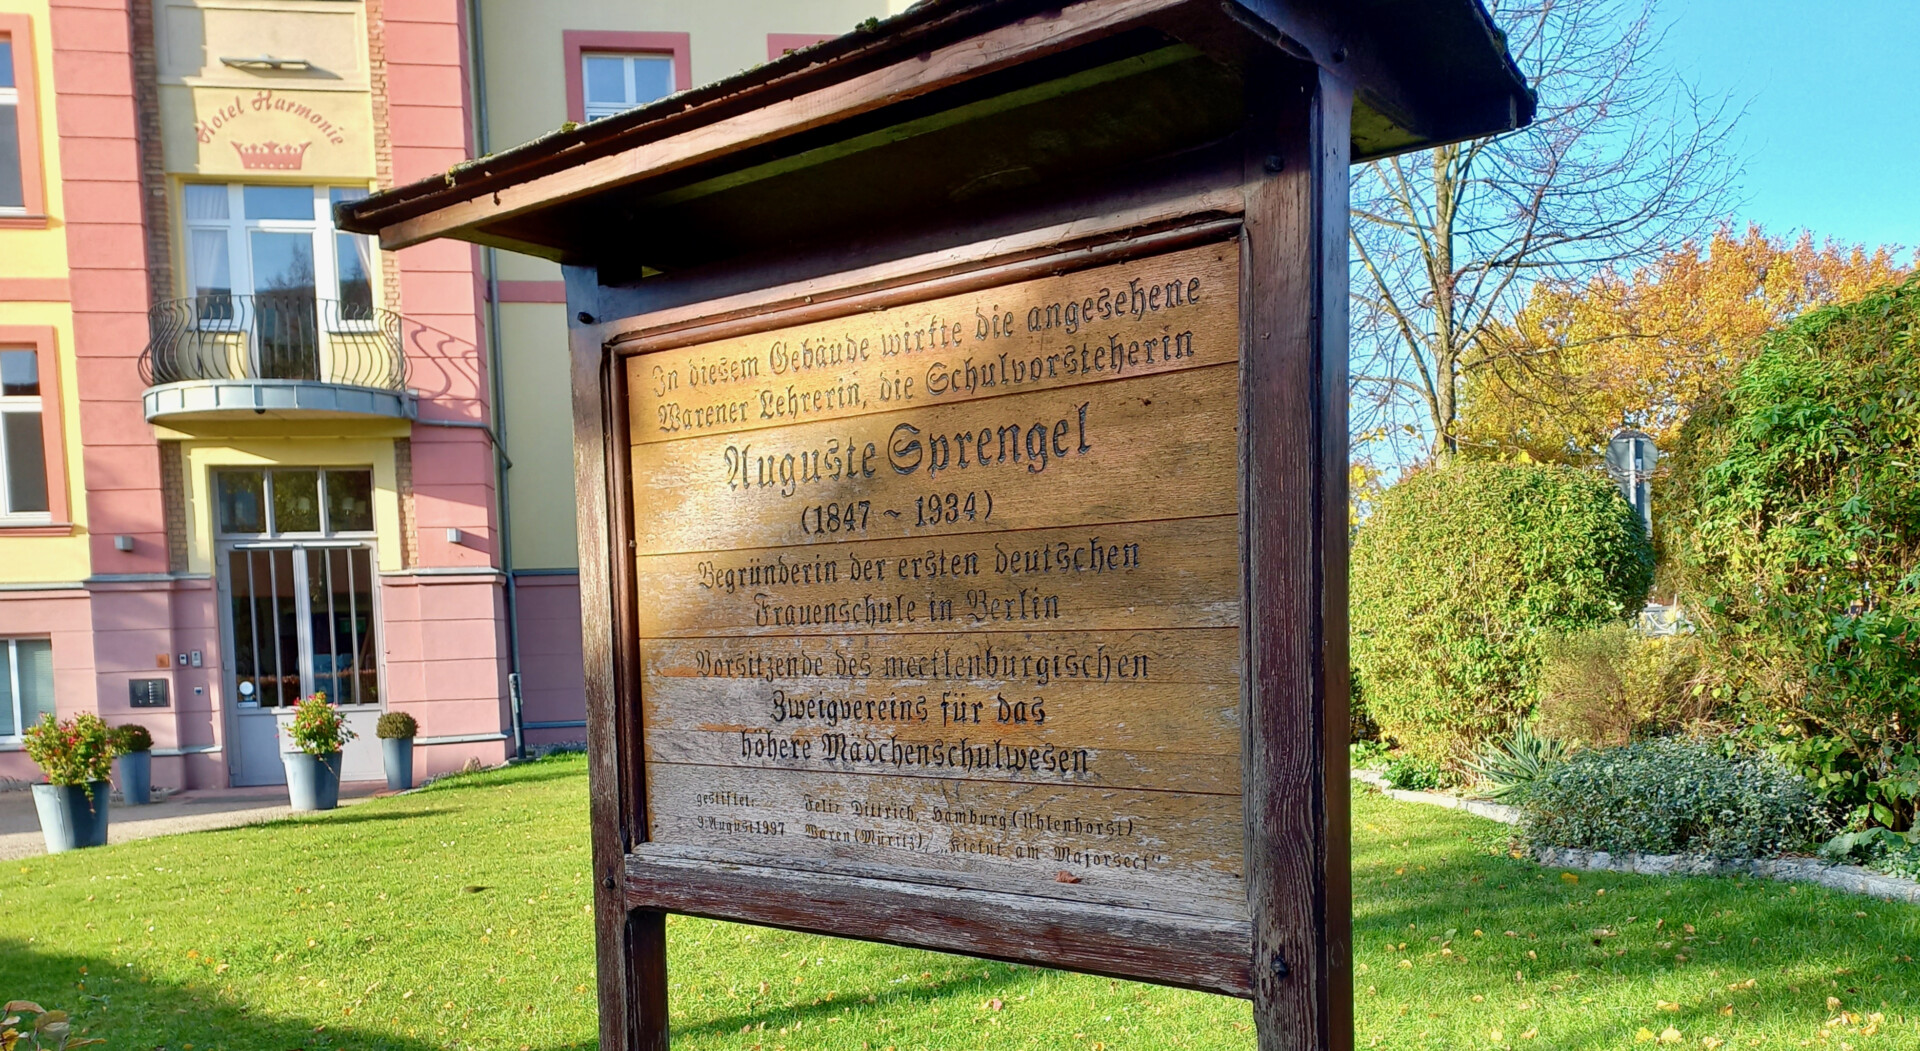 Hotel Harmonie
In diesem Gebäude wirkte die angesehene
Warener Lehrerin, die Schulvorsteherin
Auguste Sprengel
(1847 ~ 1934)
Begründerin der ersten deutschen
Frauenschule in Berlin
Vorsitzende des mecklenburgischen
Zweigvereins für das
höhere Mädchenschulwesen
gestiftet: Felix Dittrich, Hamburg (Uhlenhorst)
9. August 1997 Waren (Müritz), „Kiekut am